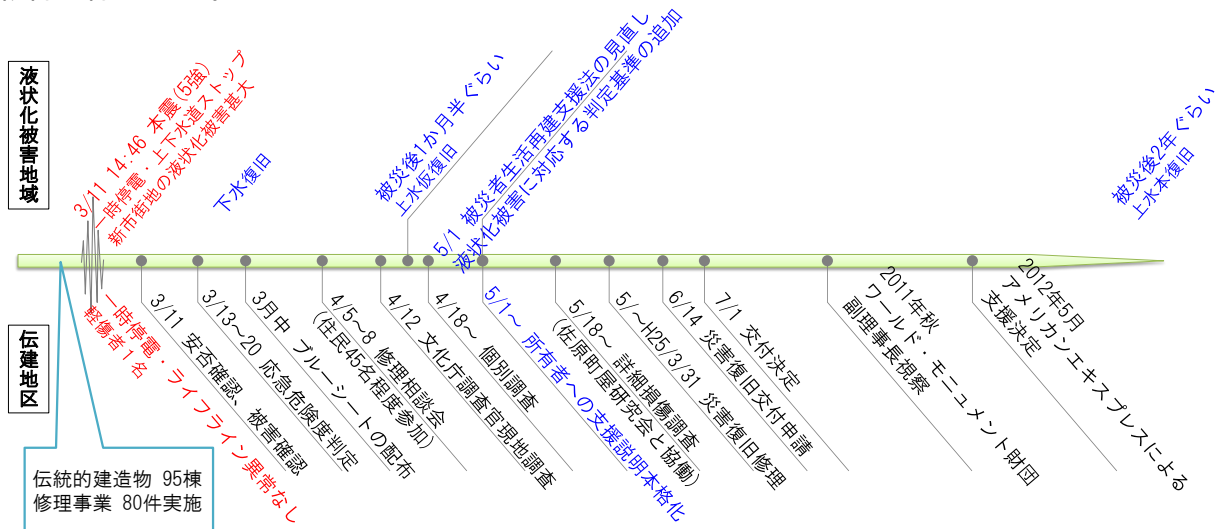 液状化被害地域
3/11 14:46 本震(5強)
一時停電・上下水道ストップ
新市街地の液状化被害甚大
下水復旧
被災後1か月半ぐらい
上水仮復旧
5/1 被災者生活再建支援法の見直し
液状化被害に対応する判定基準の追加
被災後2年ぐらい
上水本復旧
伝建地区
一時停電・ライフライン異常なし
軽傷者1名
3/11 安否確認、被害確認
3/13～20 応急危険度判定
3月中 ブルーシートの配布
4/5～8 修理相談会
(住民45名程度参加)
4/12 文化庁調査官現地調査
4/18～ 個別調査
5/1～ 所有者への支援説明本格化
5/18～ 詳細損傷調査
(佐原町屋研究会と協働)
5/～H25/3/31 災害復旧修理
6/14 災害復旧交付申請
7/1 交付決定
2011年秋
ワールド・モニュメント財団
副理事長視察
2012年5月
アメリカンエキスプレスによる
支援決定
伝統的建造物 95棟
修理事業 80件実施